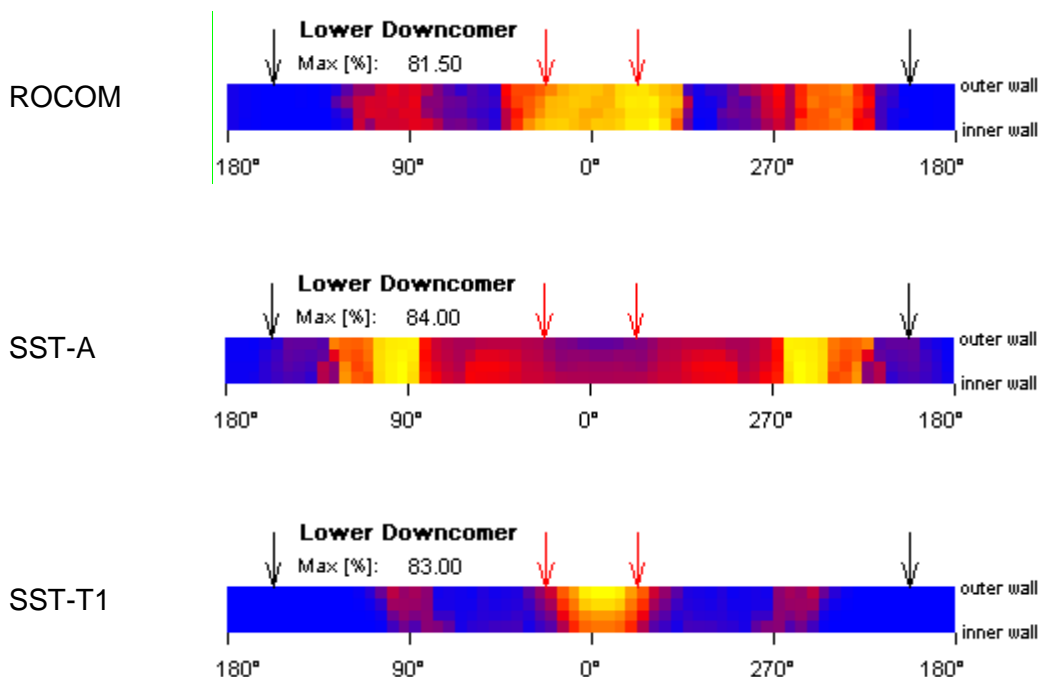 Lower Downcomer
Max [%]: 81.50
ROCOM
outer wall
inner wall
180° 90° 0° 270° 180°
Lower Downcomer
Max [%]: 84.00
SST-A
outer wall
inner wall
180° 90° 0° 270° 180°
Lower Downcomer
Max [%]: 83.00
SST-T1
outer wall
inner wall
180° 90° 0° 270° 180°